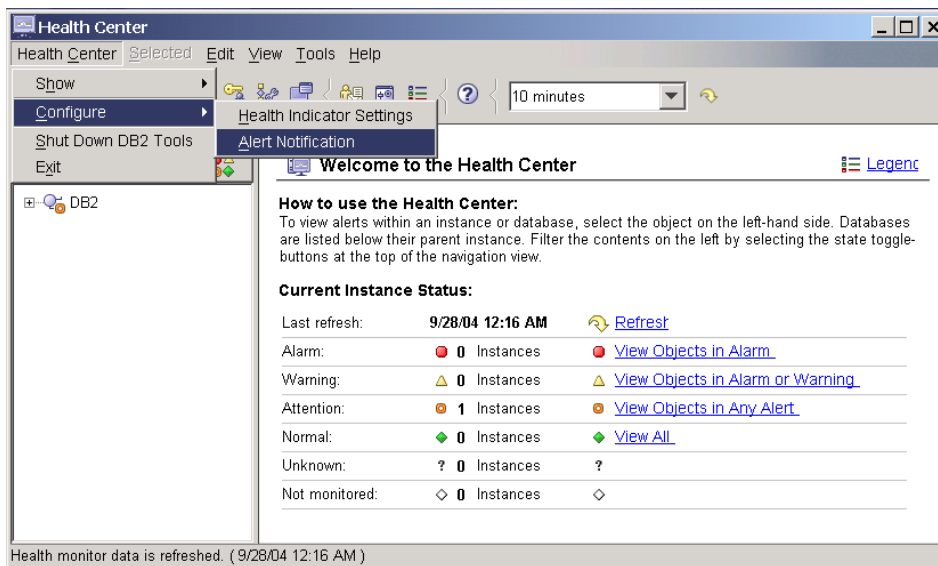 Health Center
Health Center Selected Edit View Tools Help
Show
Configure
Shut Down DB2 Tools
Exit
Health Indicator Settings
Alert Notification
10 minutes
DB2
Welcome to the Health Center
Legend
How to use the Health Center:
To view alerts within an instance or database, select the object on the left-hand side. Databases
are listed below their parent instance. Filter the contents on the left by selecting the state toggle-
buttons at the top of the navigation view.
Current Instance Status:
Last refresh: 9/28/04 12:16 AM Refresh
Alarm: 0 Instances View Objects in Alarm
Warning: 0 Instances View Objects in Alarm or Warning
Attention: 1 Instances View Objects in Any Alert
Normal: 0 Instances View All
Unknown: ? 0 Instances ?
Not monitored: 0 Instances
Health monitor data is refreshed. ( 9/28/04 12:16 AM )